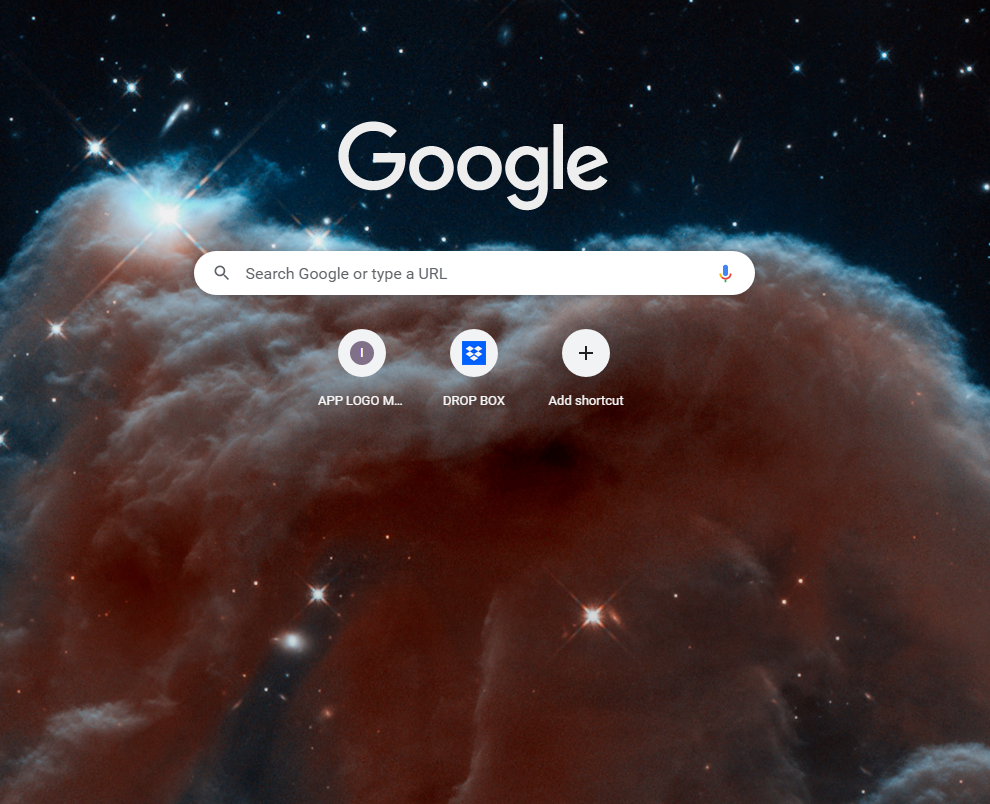 Google
Search Google or type a URL
I
APP LOGO M...
DROP BOX
Add shortcut